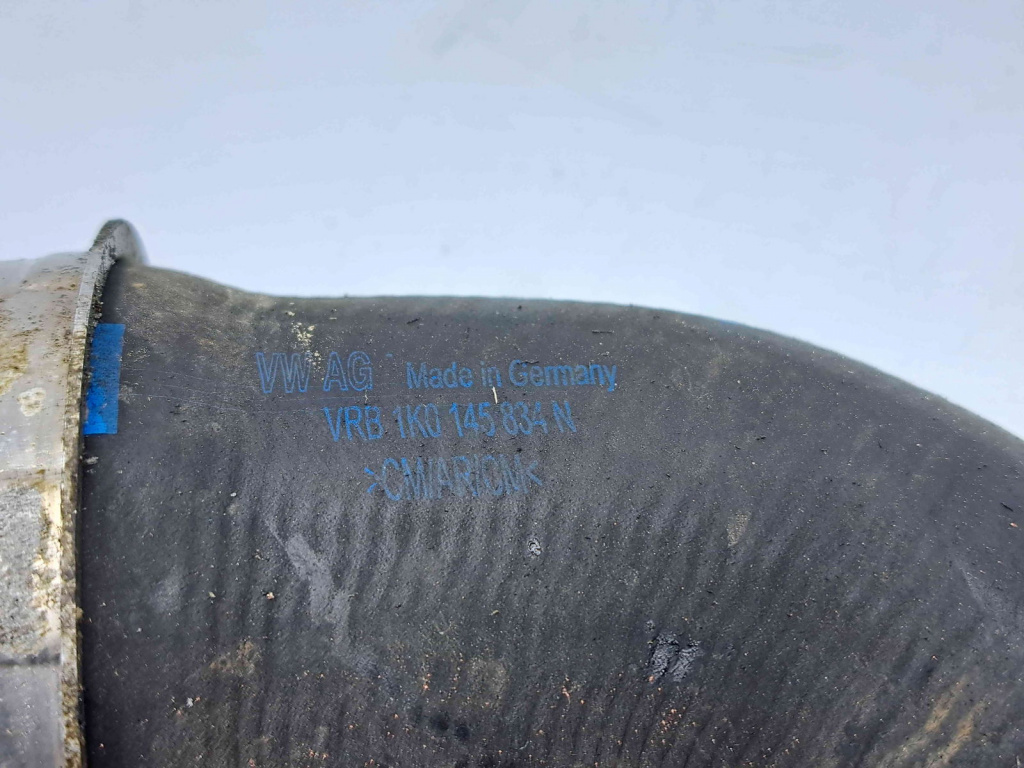 VW AG Made in Germany
VRB 1K0 145 834 N
>CM/AR/CM<